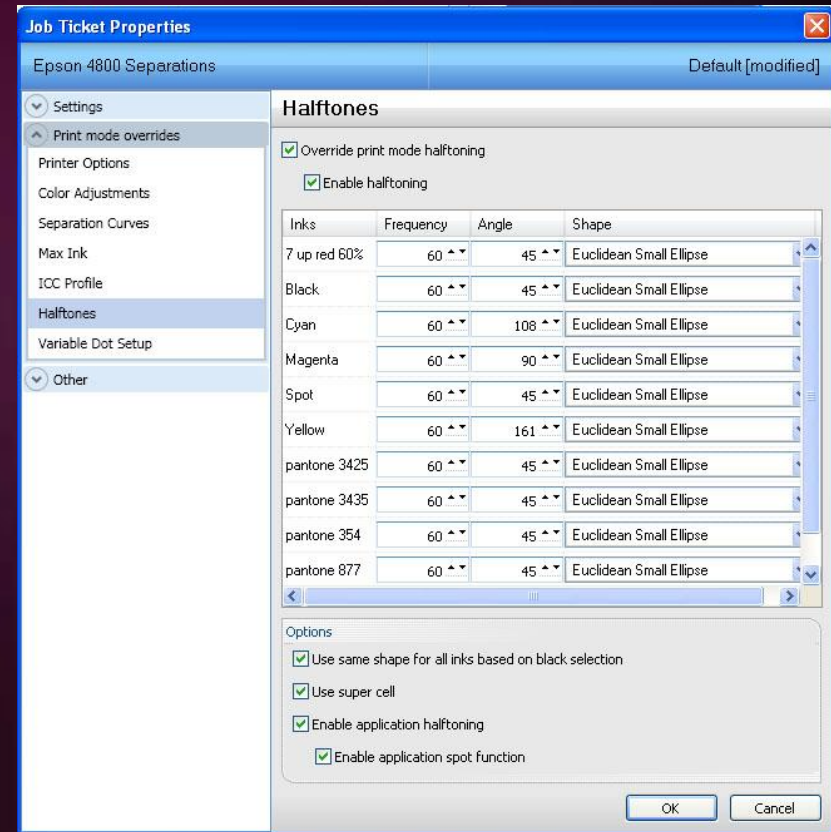 Job Ticket Properties
Epson 4800 Separations Default [modified]
Settings
Print mode overrides
Printer Options
Color Adjustments
Separation Curves
Max Ink
ICC Profile
Halftones
Variable Dot Setup
Other
Halftones
Override print mode halftoning
Enable halftoning
Inks Frequency Angle Shape
7 up red 60% 60 45 Euclidean Small Ellipse
Black 60 45 Euclidean Small Ellipse
Cyan 60 108 Euclidean Small Ellipse
Magenta 60 90 Euclidean Small Ellipse
Spot 60 45 Euclidean Small Ellipse
Yellow 60 161 Euclidean Small Ellipse
pantone 3425 60 45 Euclidean Small Ellipse
pantone 3435 60 45 Euclidean Small Ellipse
pantone 354 60 45 Euclidean Small Ellipse
pantone 877 60 45 Euclidean Small Ellipse
Options
Use same shape for all inks based on black selection
Use super cell
Enable application halftoning
Enable application spot function
OK Cancel